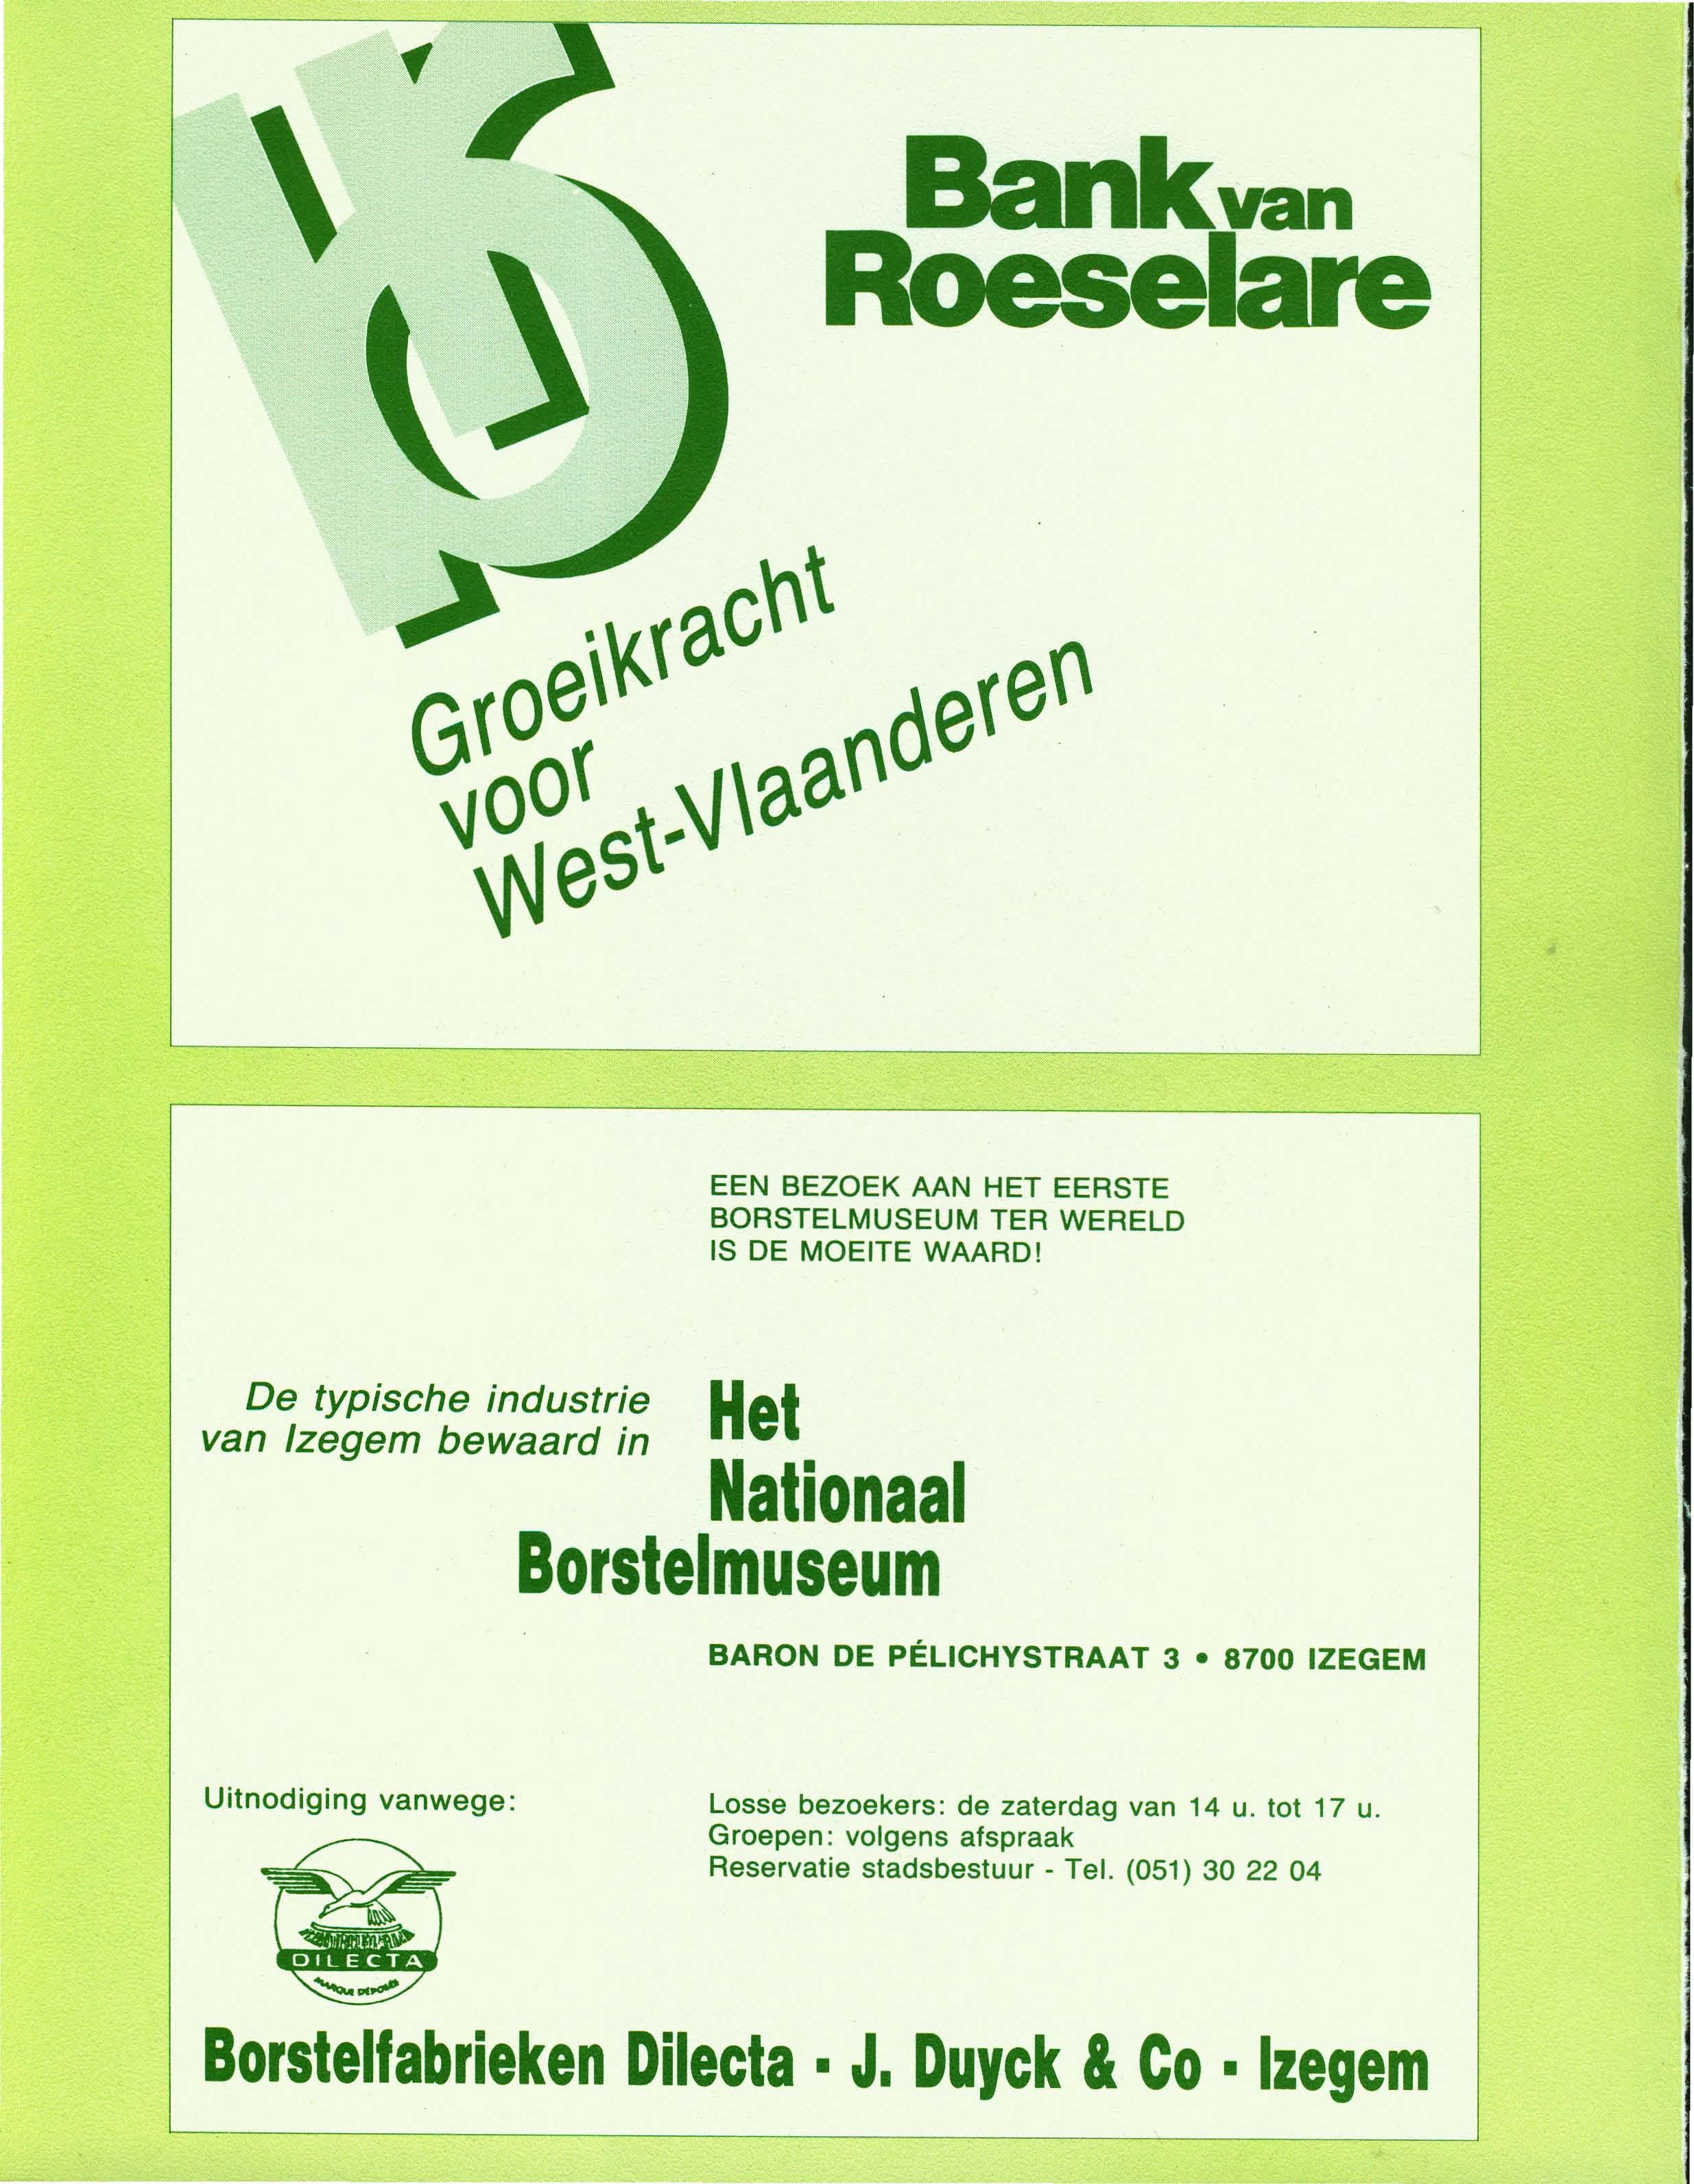 Bank van
Roeselare
Groeikracht
voor
West-Vlaanderen
EEN BEZOEK AAN HET EERSTE
BORSTELMUSEUM TER WERELD
IS DE MOEITE WAARD!
De typische industrie
van Izegem bewaard in
Het
Nationaal
Borstelmuseum
BARON DE PÉLICHYSTRAAT 3 • 8700 IZEGEM
Uitnodiging vanwege:
DILECTA
MARQUE DÉPOSÉE
Losse bezoekers: de zaterdag van 14 u. tot 17 u.
Groepen: volgens afspraak
Reservatie stadsbestuur - Tel. (051) 30 22 04
Borstelfabrieken Dilecta - J. Duyck & Co - Izegem